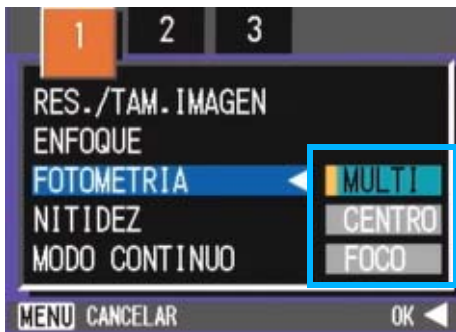 1 2 3
RES./TAM.IMAGEN
ENFOQUE
FOTOMETRIA ◀ MULTI
NITIDEZ CENTRO
MODO CONTINUO FOCO
MENU CANCELAR OK ◀